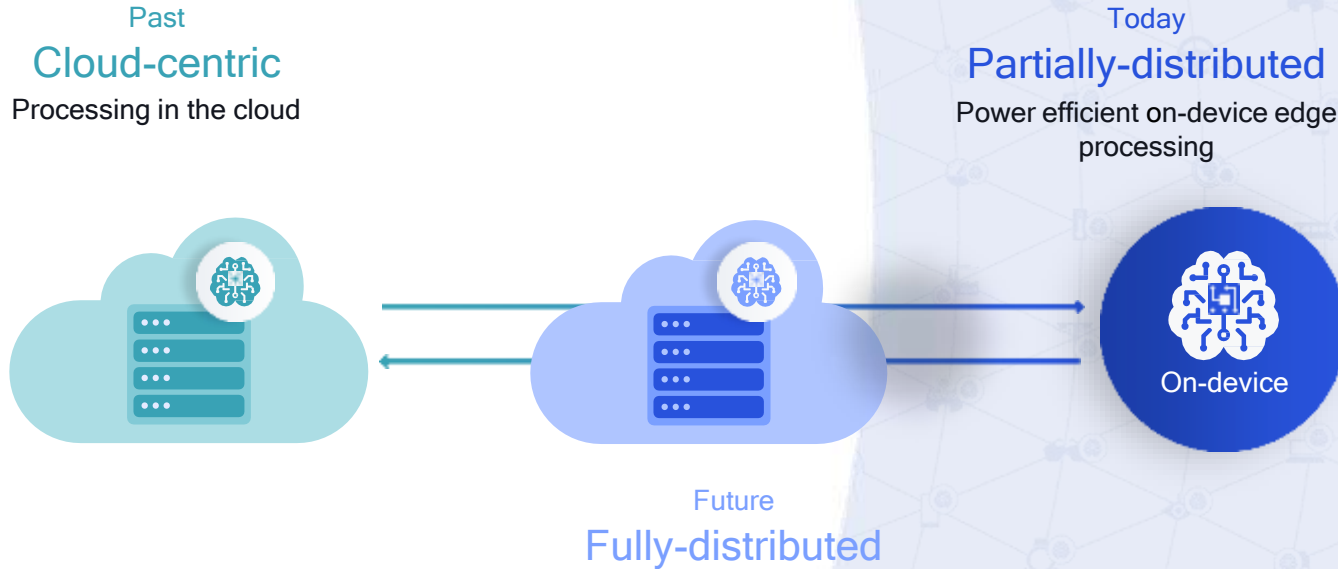 Past
Cloud-centric
Processing in the cloud
Today
Partially-distributed
Power efficient on-device edge
processing
On-device
Future
Fully-distributed